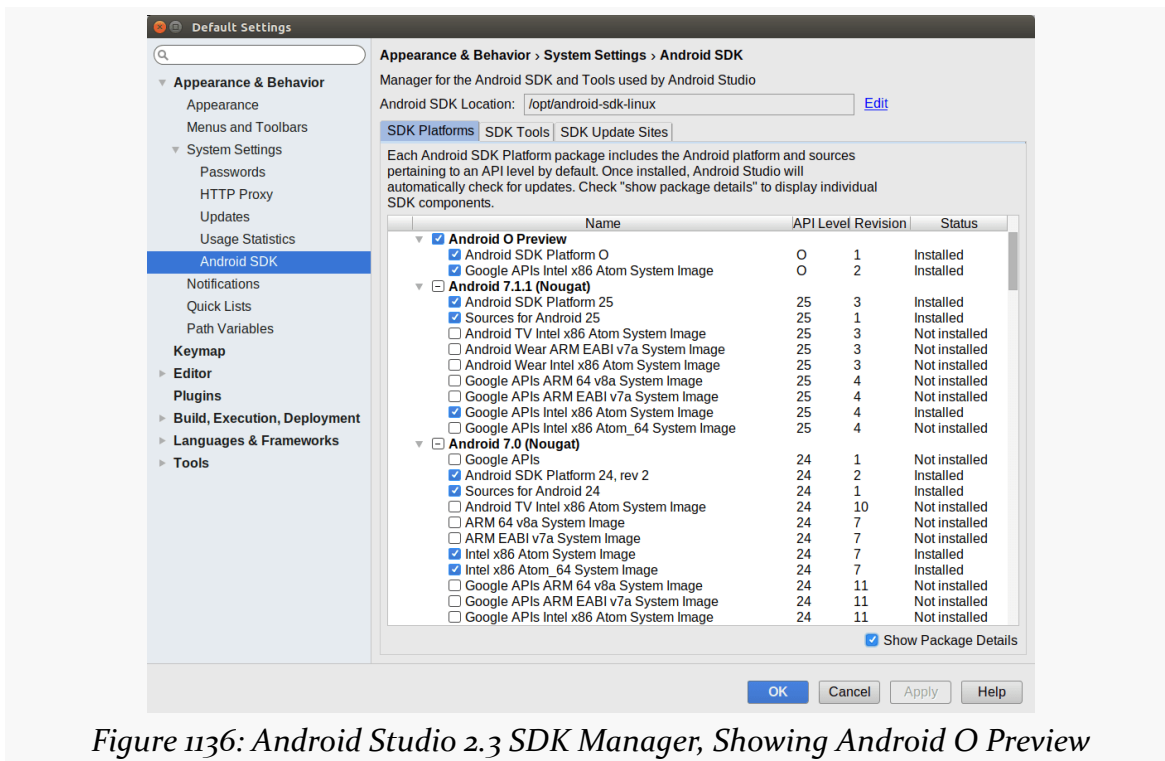 Default Settings
Appearance & Behavior
Appearance
Menus and Toolbars
System Settings
Passwords
HTTP Proxy
Updates
Usage Statistics
Android SDK
Notifications
Quick Lists
Path Variables
Keymap
Editor
Plugins
Build, Execution, Deployment
Languages & Frameworks
Tools
Appearance & Behavior › System Settings › Android SDK
Manager for the Android SDK and Tools used by Android Studio
Android SDK Location: /opt/android-sdk-linux Edit
SDK Platforms SDK Tools SDK Update Sites
Each Android SDK Platform package includes the Android platform and sources
pertaining to an API level by default. Once installed, Android Studio will
automatically check for updates. Check "show package details" to display individual
SDK components.
Name API Level Revision Status
Android O Preview
Android SDK Platform O O 1 Installed
Google APIs Intel x86 Atom System Image O 2 Installed
Android 7.1.1 (Nougat)
Android SDK Platform 25 25 3 Installed
Sources for Android 25 25 1 Installed
Android TV Intel x86 Atom System Image 25 3 Not installed
Android Wear ARM EABI v7a System Image 25 3 Not installed
Android Wear Intel x86 Atom System Image 25 3 Not installed
Google APIs ARM 64 v8a System Image 25 4 Not installed
Google APIs ARM EABI v7a System Image 25 4 Not installed
Google APIs Intel x86 Atom System Image 25 4 Installed
Google APIs Intel x86 Atom_64 System Image 25 4 Not installed
Android 7.0 (Nougat)
Google APIs 24 1 Not installed
Android SDK Platform 24, rev 2 24 2 Installed
Sources for Android 24 24 1 Installed
Android TV Intel x86 Atom System Image 24 10 Not installed
ARM 64 v8a System Image 24 7 Not installed
ARM EABI v7a System Image 24 7 Not installed
Intel x86 Atom System Image 24 7 Installed
Intel x86 Atom_64 System Image 24 7 Installed
Google APIs ARM 64 v8a System Image 24 11 Not installed
Google APIs ARM EABI v7a System Image 24 11 Not installed
Google APIs Intel x86 Atom System Image 24 11 Not installed
Show Package Details
OK Cancel Apply Help
Figure 1136: Android Studio 2.3 SDK Manager, Showing Android O Preview